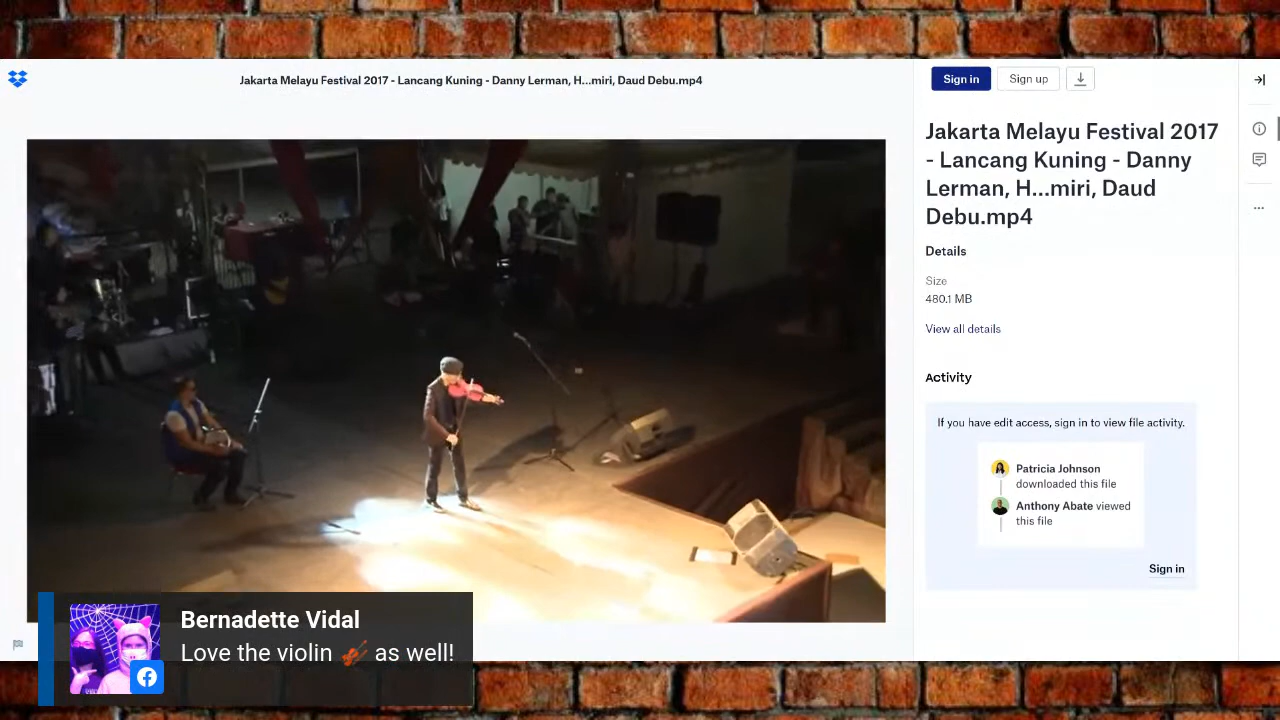 Jakarta Melayu Festival 2017 - Lancang Kuning - Danny Lerman, H...miri, Daud Debu.mp4
Sign in
Sign up
Jakarta Melayu Festival 2017
- Lancang Kuning - Danny
Lerman, H...miri, Daud
Debu.mp4
Details
Size
480.1 MB
View all details
Activity
If you have edit access, sign in to view file activity.
Patricia Johnson
downloaded this file
Anthony Abate viewed
this file
Sign in
Bernadette Vidal
Love the violin 🎻 as well!